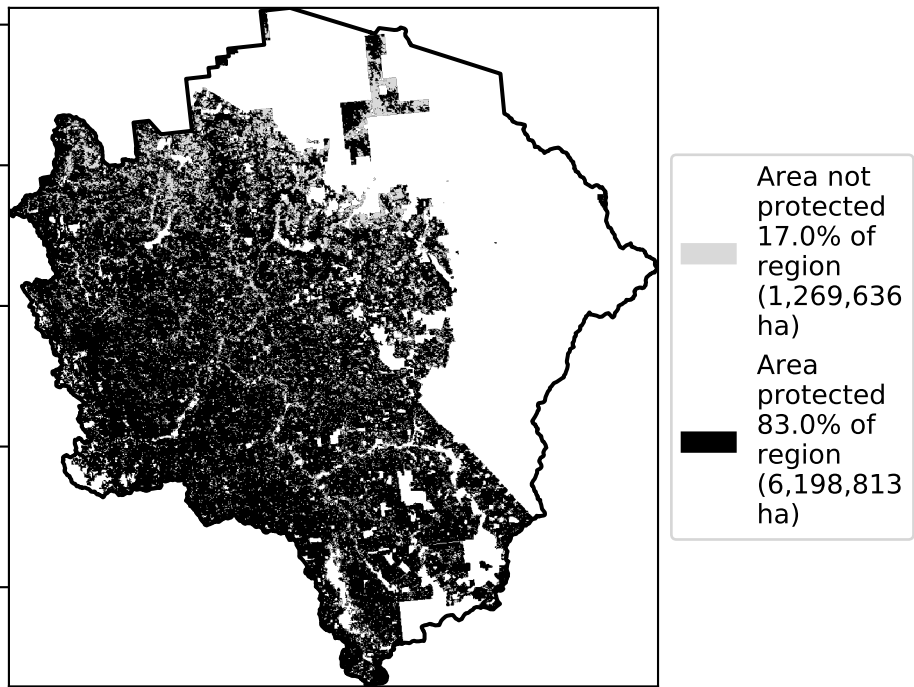 Area not
protected
17.0% of
region
(1,269,636
ha)
Area
protected
83.0% of
region
(6,198,813
ha)